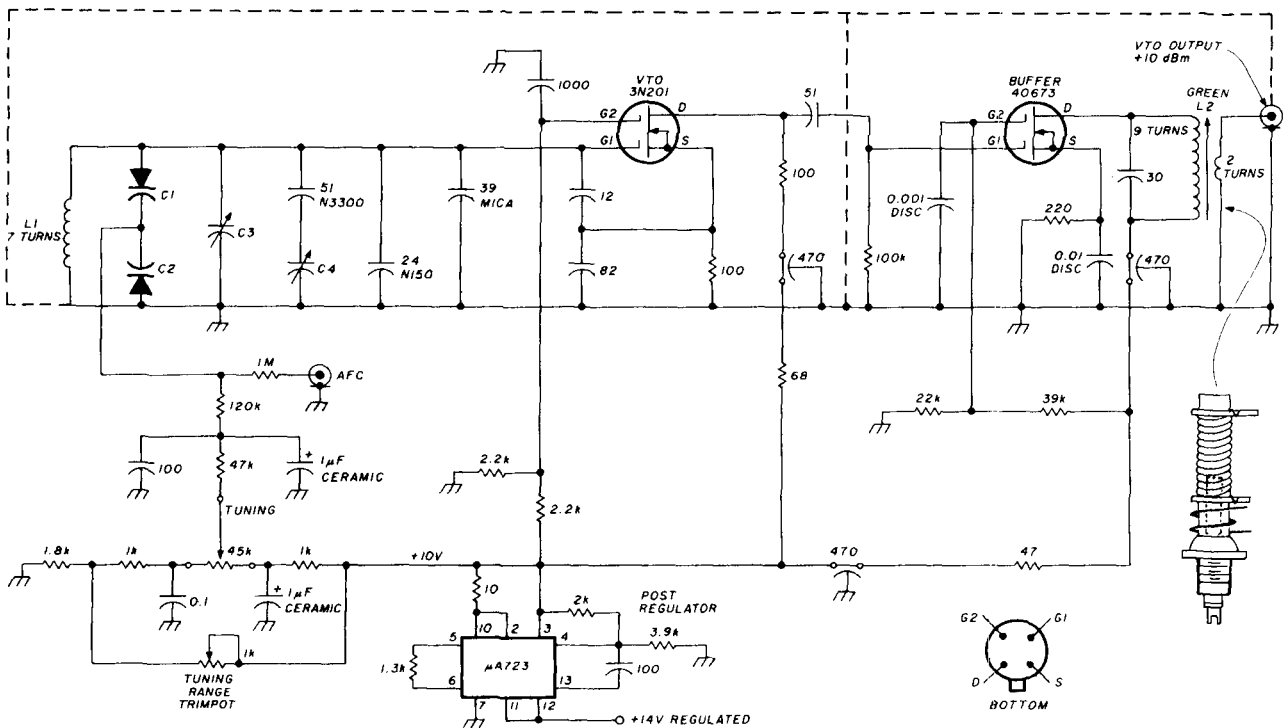 VTO OUTPUT
+10 dBm
VTO
3N201
BUFFER
40673
GREEN
L2
9 TURNS
2
TURNS
1000
G2
D
G1
S
51
G2
D
G1
S
L1
7 TURNS
C1
C2
C3
51
N3300
C4
24
N150
39
MICA
12
82
100
100
470
100k
0.001
DISC
220
0.01
DISC
30
470
1M
AFC
120k
68
22k
39k
100
47k
+
1µF
CERAMIC
TUNING
2.2k
2.2k
1.8k
1k
45k
1k
+10V
470
47
0.1
+
1µF
CERAMIC
10
2k
POST
REGULATOR
3.9k
10
2
3
5
4
µA723
1.3k
100
6
13
7
11
12
1k
TUNING
RANGE
TRIMPOT
+14V REGULATED
G2
G1
D
S
BOTTOM